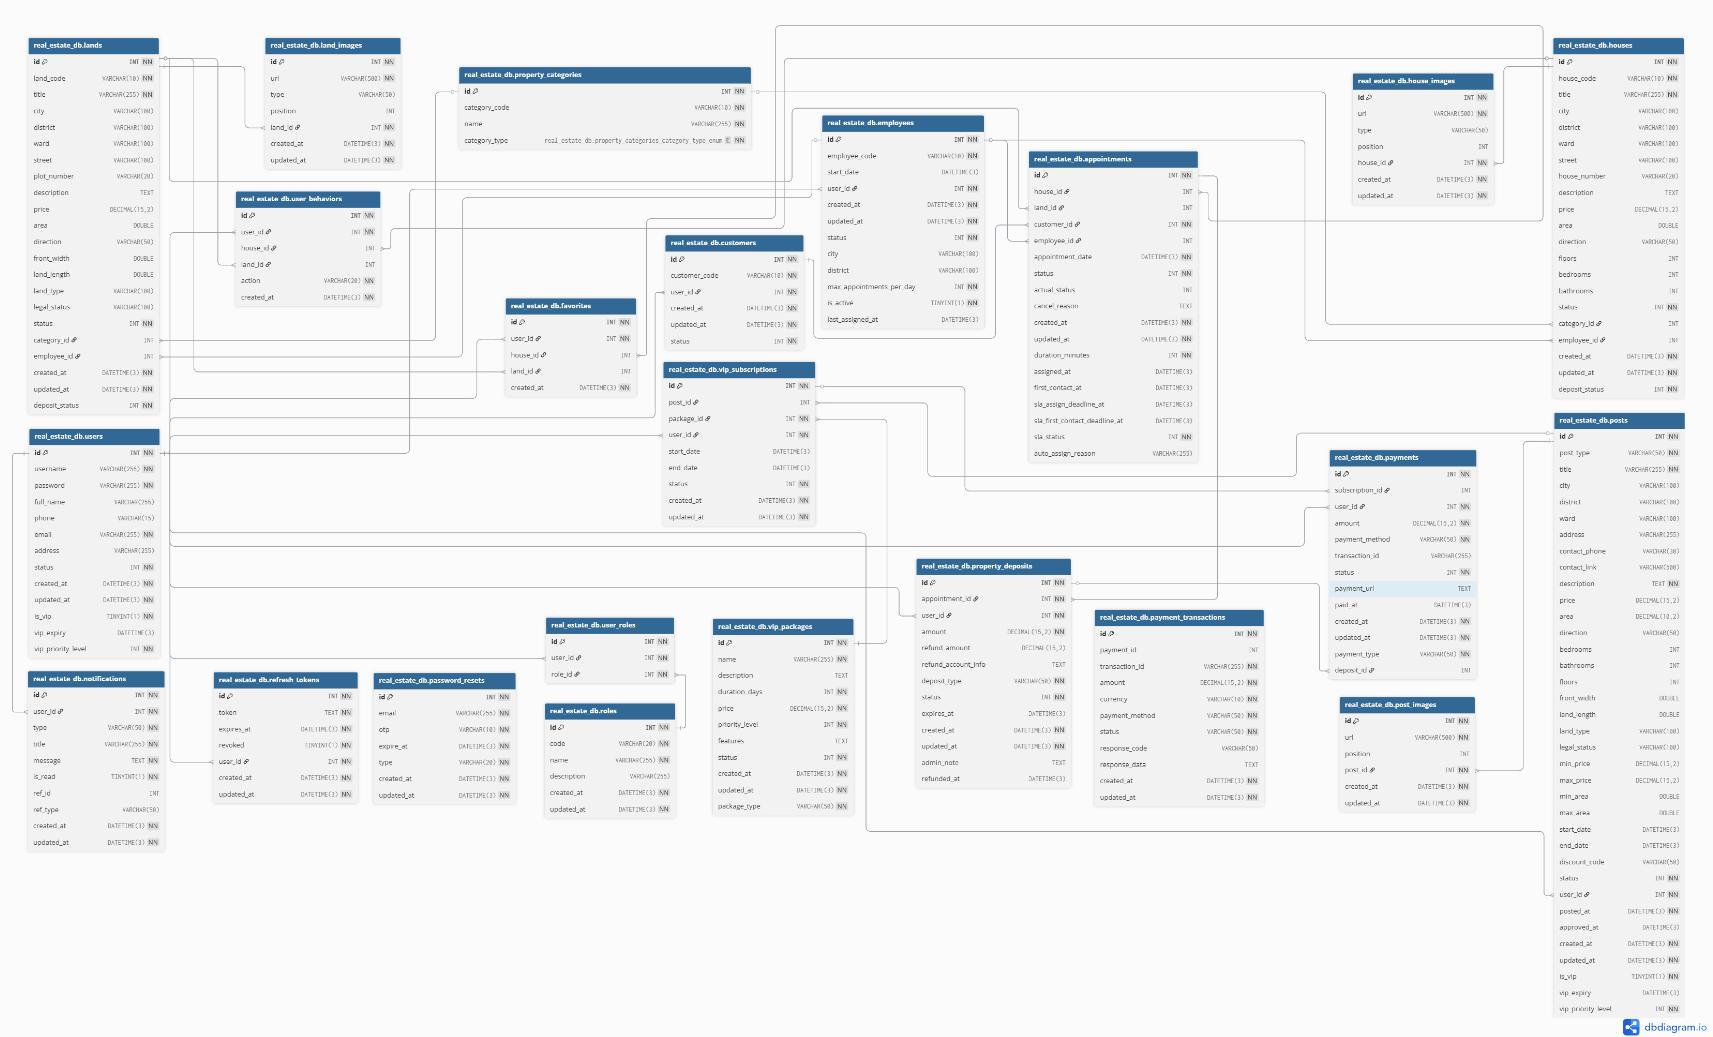 real_estate_db.lands
id INT NN
land_code VARCHAR(10) NN
title VARCHAR(255) NN
city VARCHAR(100)
district VARCHAR(100)
ward VARCHAR(100)
street VARCHAR(100)
plot_number VARCHAR(20)
description TEXT
price DECIMAL(15,2)
area DOUBLE
direction VARCHAR(50)
front_width DOUBLE
land_length DOUBLE
land_type VARCHAR(100)
legal_status VARCHAR(100)
status INT NN
category_id INT
employee_id INT
created_at DATETIME(3) NN
updated_at DATETIME(3) NN
deposit_status INT NN
real_estate_db.users
id INT NN
username VARCHAR(255) NN
password VARCHAR(255) NN
full_name VARCHAR(255)
phone VARCHAR(15)
email VARCHAR(255) NN
address VARCHAR(255)
status INT NN
created_at DATETIME(3) NN
updated_at DATETIME(3) NN
is_vip TINYINT(1) NN
vip_expiry DATETIME(3)
vip_priority_level INT NN
real_estate_db.notifications
id INT NN
user_id INT NN
type VARCHAR(50) NN
title VARCHAR(255) NN
message TEXT NN
is_read TINYINT(1) NN
ref_id INT
ref_type VARCHAR(50)
created_at DATETIME(3) NN
updated_at DATETIME(3) NN
real_estate_db.land_images
id INT NN
url VARCHAR(500) NN
type VARCHAR(50)
position INT
land_id INT NN
created_at DATETIME(3) NN
updated_at DATETIME(3) NN
real_estate_db.user_behaviors
id INT NN
user_id INT NN
house_id INT
land_id INT
action VARCHAR(20) NN
created_at DATETIME(3) NN
real_estate_db.refresh_tokens
id INT NN
token TEXT NN
expires_at DATETIME(3) NN
revoked TINYINT(1) NN
user_id INT NN
created_at DATETIME(3) NN
updated_at DATETIME(3) NN
real_estate_db.password_resets
id INT NN
email VARCHAR(255) NN
otp VARCHAR(10) NN
expire_at DATETIME(3) NN
type VARCHAR(20) NN
created_at DATETIME(3) NN
updated_at DATETIME(3) NN
real_estate_db.property_categories
id INT NN
category_code VARCHAR(10) NN
name VARCHAR(255) NN
category_type real_estate_db.property_categories_category_type_enum E NN
real_estate_db.favorites
id INT NN
user_id INT NN
house_id INT
land_id INT
created_at DATETIME(3) NN
real_estate_db.user_roles
id INT NN
user_id INT NN
role_id INT NN
real_estate_db.roles
id INT NN
code VARCHAR(20) NN
name VARCHAR(255) NN
description VARCHAR(255)
created_at DATETIME(3) NN
updated_at DATETIME(3) NN
real_estate_db.customers
id INT NN
customer_code VARCHAR(10) NN
user_id INT NN
created_at DATETIME(3) NN
updated_at DATETIME(3) NN
status INT NN
real_estate_db.vip_subscriptions
id INT NN
post_id INT
package_id INT NN
user_id INT NN
start_date DATETIME(3)
end_date DATETIME(3)
status INT NN
created_at DATETIME(3) NN
updated_at DATETIME(3) NN
real_estate_db.vip_packages
id INT NN
name VARCHAR(255) NN
description TEXT
duration_days INT NN
price DECIMAL(15,2) NN
priority_level INT NN
features TEXT
status INT NN
created_at DATETIME(3) NN
updated_at DATETIME(3) NN
package_type VARCHAR(50) NN
real_estate_db.employees
id INT NN
employee_code VARCHAR(10) NN
start_date DATETIME(3)
user_id INT NN
created_at DATETIME(3) NN
updated_at DATETIME(3) NN
status INT NN
city VARCHAR(100)
district VARCHAR(100)
max_appointments_per_day INT NN
is_active TINYINT(1) NN
last_assigned_at DATETIME(3)
real_estate_db.property_deposits
id INT NN
appointment_id INT NN
user_id INT NN
amount DECIMAL(15,2) NN
refund_amount DECIMAL(15,2)
refund_account_info TEXT
deposit_type VARCHAR(50) NN
status INT NN
expires_at DATETIME(3)
created_at DATETIME(3) NN
updated_at DATETIME(3) NN
admin_note TEXT
refunded_at DATETIME(3)
real_estate_db.appointments
id INT NN
house_id INT
land_id INT
customer_id INT NN
employee_id INT
appointment_date DATETIME(3) NN
status INT NN
actual_status INT
cancel_reason TEXT
created_at DATETIME(3) NN
updated_at DATETIME(3) NN
duration_minutes INT NN
assigned_at DATETIME(3)
first_contact_at DATETIME(3)
sla_assign_deadline_at DATETIME(3)
sla_first_contact_deadline_at DATETIME(3)
sla_status INT NN
auto_assign_reason VARCHAR(255)
real_estate_db.payment_transactions
id INT NN
payment_id INT
transaction_id VARCHAR(255) NN
amount DECIMAL(15,2) NN
currency VARCHAR(10) NN
payment_method VARCHAR(50) NN
status VARCHAR(50) NN
response_code VARCHAR(50)
response_data TEXT
created_at DATETIME(3) NN
updated_at DATETIME(3) NN
real_estate_db.house_images
id INT NN
url VARCHAR(500) NN
type VARCHAR(50)
position INT
house_id INT NN
created_at DATETIME(3) NN
updated_at DATETIME(3) NN
real_estate_db.payments
id INT NN
subscription_id INT
user_id INT NN
amount DECIMAL(15,2) NN
payment_method VARCHAR(50) NN
transaction_id VARCHAR(255)
status INT NN
payment_url TEXT
paid_at DATETIME(3)
created_at DATETIME(3) NN
updated_at DATETIME(3) NN
payment_type VARCHAR(50) NN
deposit_id INT
real_estate_db.post_images
id INT NN
url VARCHAR(500) NN
position INT
post_id INT NN
created_at DATETIME(3) NN
updated_at DATETIME(3) NN
real_estate_db.houses
id INT NN
house_code VARCHAR(10) NN
title VARCHAR(255) NN
city VARCHAR(100)
district VARCHAR(100)
ward VARCHAR(100)
street VARCHAR(100)
house_number VARCHAR(20)
description TEXT
price DECIMAL(15,2)
area DOUBLE
direction VARCHAR(50)
floors INT
bedrooms INT
bathrooms INT
status INT NN
category_id INT
employee_id INT
created_at DATETIME(3) NN
updated_at DATETIME(3) NN
deposit_status INT NN
real_estate_db.posts
id INT NN
post_type VARCHAR(50) NN
title VARCHAR(255) NN
city VARCHAR(100)
district VARCHAR(100)
ward VARCHAR(100)
address VARCHAR(255)
contact_phone VARCHAR(30)
contact_link VARCHAR(500)
description TEXT NN
price DECIMAL(15,2)
area DECIMAL(10,2)
direction VARCHAR(50)
bedrooms INT
bathrooms INT
floors INT
front_width DOUBLE
land_length DOUBLE
land_type VARCHAR(100)
legal_status VARCHAR(100)
min_price DECIMAL(15,2)
max_price DECIMAL(15,2)
min_area DOUBLE
max_area DOUBLE
start_date DATETIME(3)
end_date DATETIME(3)
discount_code VARCHAR(50)
status INT NN
user_id INT NN
posted_at DATETIME(3) NN
approved_at DATETIME(3)
created_at DATETIME(3) NN
updated_at DATETIME(3) NN
is_vip TINYINT(1) NN
vip_expiry DATETIME(3)
vip_priority_level INT NN
dbdiagram.io